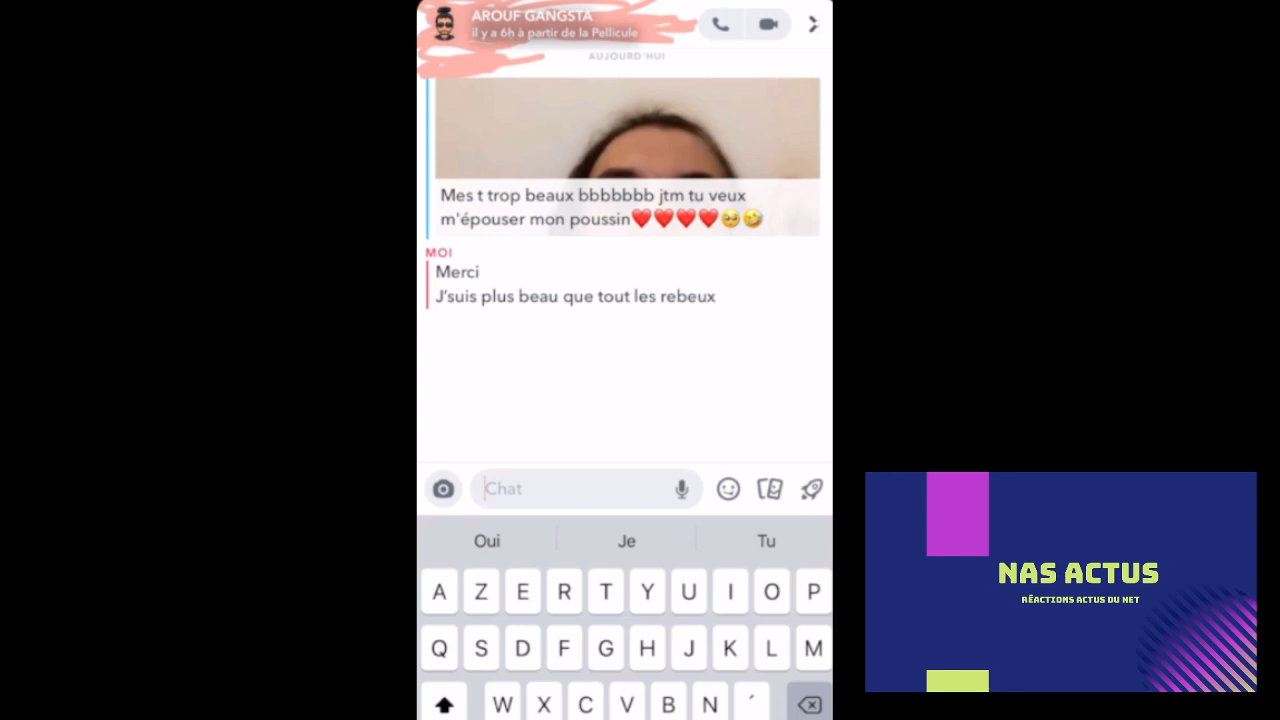 AROUF GANGSTA
il y a 6h à partir de la Pellicule
AUJOURD'HUI
Mes t trop beaux bbbbbbb jtm tu veux
m'épouser mon poussin❤️❤️❤️❤️🥺🤣
MOI
Merci
J'suis plus beau que tout les rebeux
Chat
Oui Je Tu
A Z E R T Y U I O P
Q S D F G H J K L M
W X C V B N ´
NAS ACTUS
RÉACTIONS ACTUS DU NET